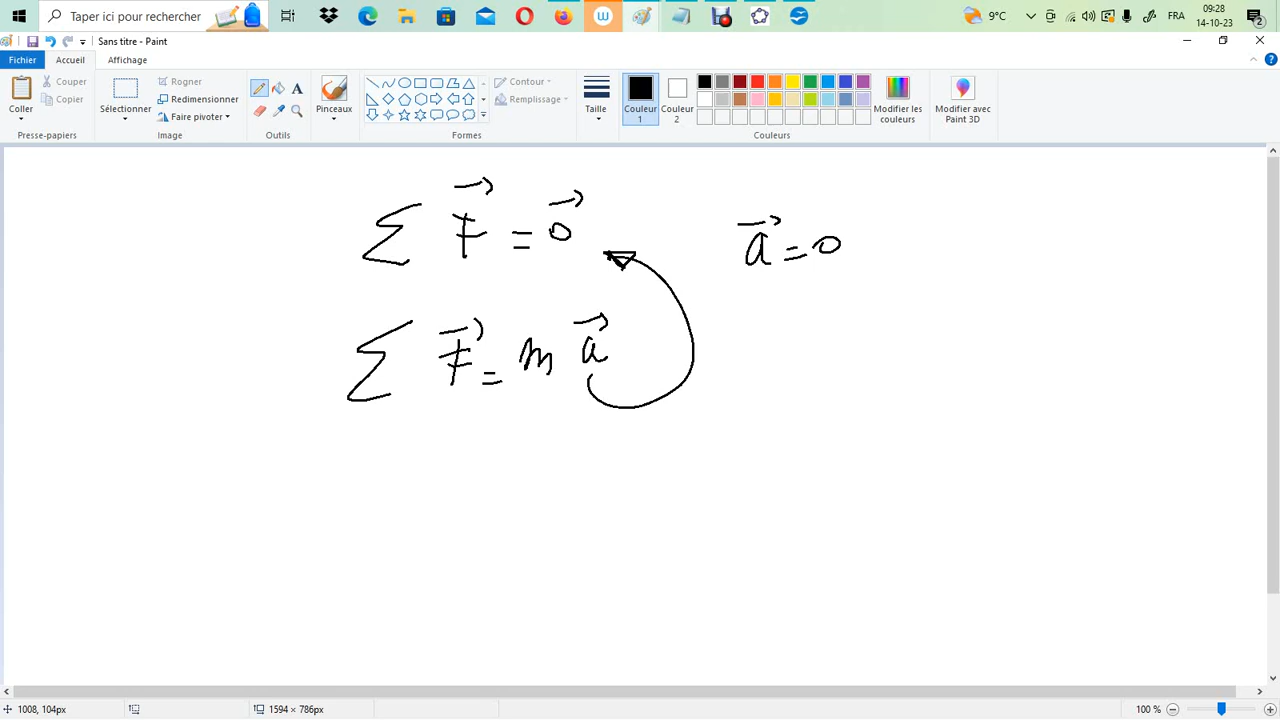 Taper ici pour rechercher
9°C
FRA
09:28
14-10-23
2
Sans titre - Paint
Fichier
Accueil
Affichage
Coller
Couper
Copier
Presse-papiers
Sélectionner
Rogner
Redimensionner
Faire pivoter
Image
A
Outils
Pinceaux
Contour
Remplissage
Formes
Taille
Couleur 1
Couleur 2
Couleurs
Modifier les couleurs
Modifier avec Paint 3D
∑ F⃗ = 0⃗
a⃗ = 0
∑ F⃗ = m a⃗
1008, 104px
1594 × 786px
100 %